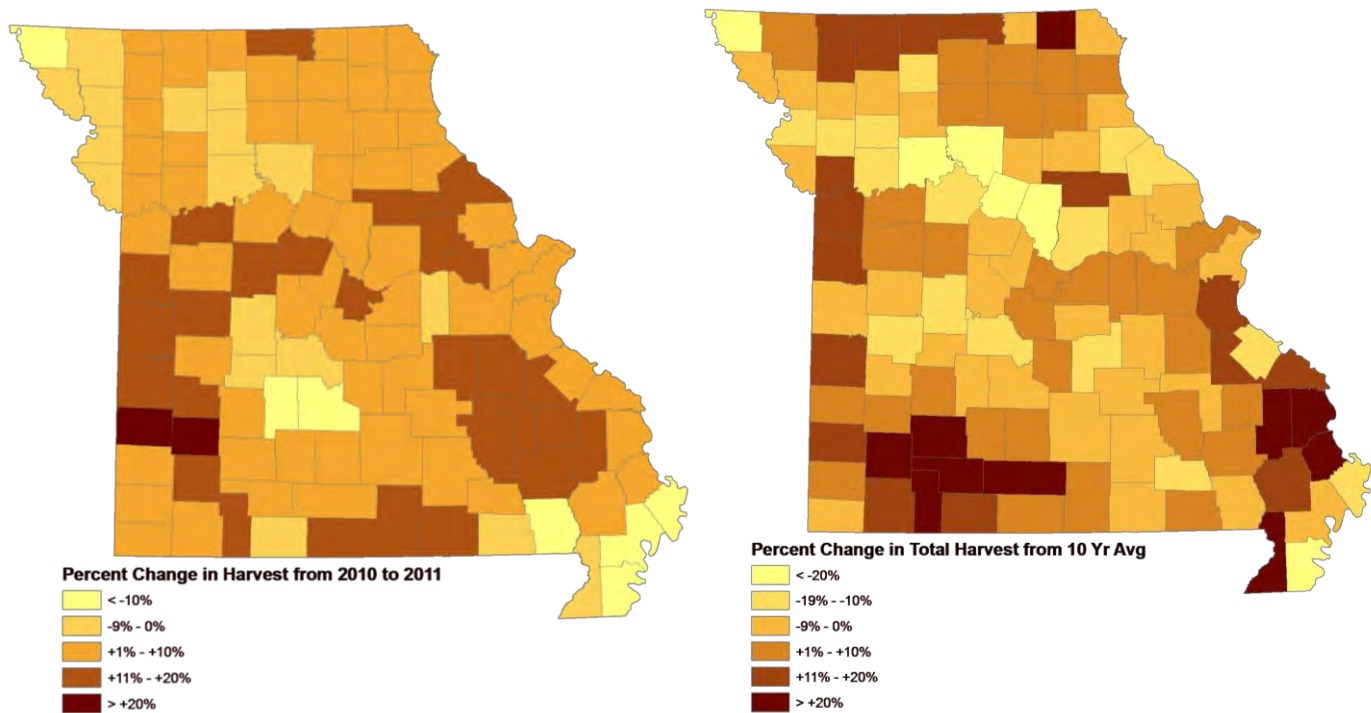 Percent Change in Harvest from 2010 to 2011
< -10%
-9% - 0%
+1% - +10%
+11% - +20%
> +20%
Percent Change in Total Harvest from 10 Yr Avg
< -20%
-19% - -10%
-9% - 0%
+1% - +10%
+11% - +20%
> +20%